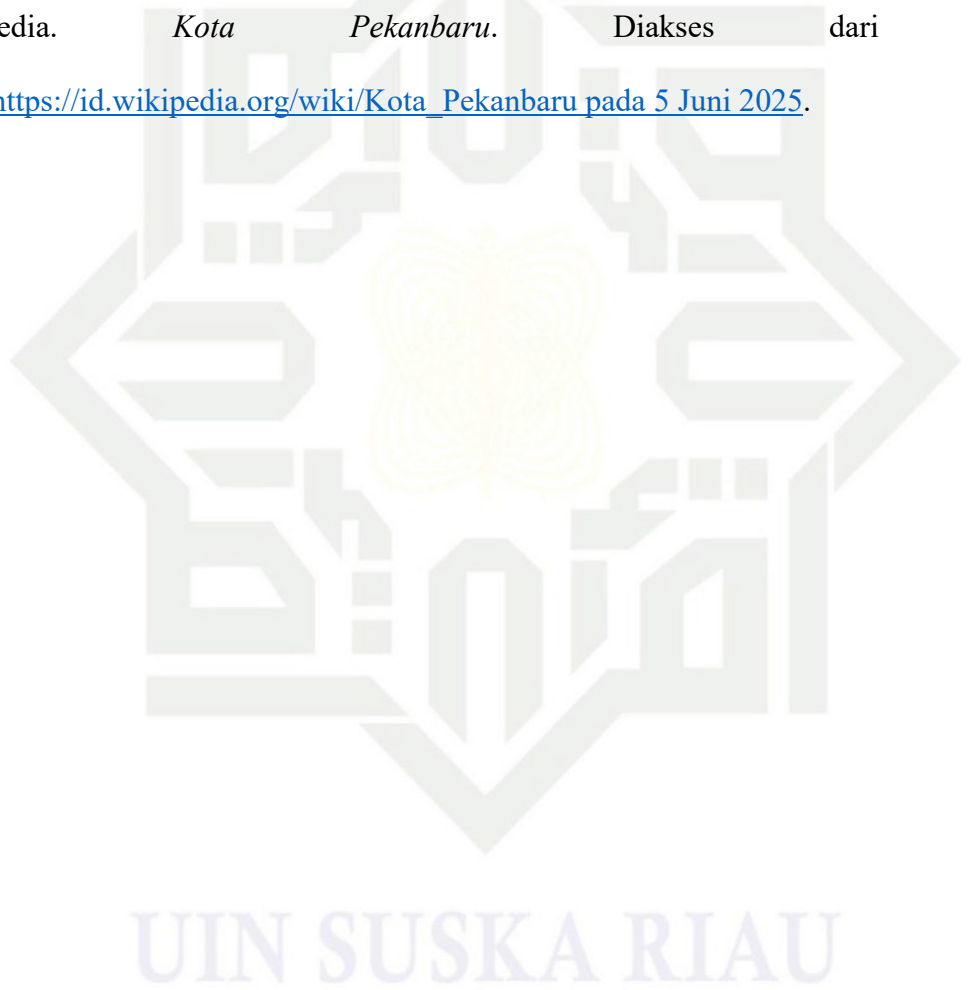 edia. Kota Pekanbaru. Diakses dari
https://id.wikipedia.org/wiki/Kota_Pekanbaru pada 5 Juni 2025.
UIN SUSKA RIAU